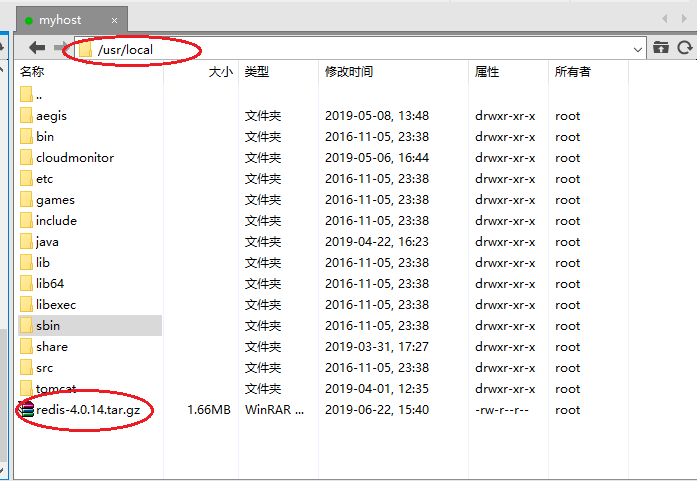 myhost ×
/usr/local
名称 大小 类型 修改时间 属性 所有者
..
aegis 文件夹 2019-05-08, 13:48 drwxr-xr-x root
bin 文件夹 2016-11-05, 23:38 drwxr-xr-x root
cloudmonitor 文件夹 2019-05-06, 16:44 drwxr-xr-x root
etc 文件夹 2016-11-05, 23:38 drwxr-xr-x root
games 文件夹 2016-11-05, 23:38 drwxr-xr-x root
include 文件夹 2016-11-05, 23:38 drwxr-xr-x root
java 文件夹 2019-04-22, 16:23 drwxr-xr-x root
lib 文件夹 2016-11-05, 23:38 drwxr-xr-x root
lib64 文件夹 2016-11-05, 23:38 drwxr-xr-x root
libexec 文件夹 2016-11-05, 23:38 drwxr-xr-x root
sbin 文件夹 2016-11-05, 23:38 drwxr-xr-x root
share 文件夹 2019-03-31, 17:27 drwxr-xr-x root
src 文件夹 2016-11-05, 23:38 drwxr-xr-x root
tomcat 文件夹 2019-04-01, 12:35 drwxr-xr-x root
redis-4.0.14.tar.gz 1.66MB WinRAR ... 2019-06-22, 15:40 -rw-r--r-- root